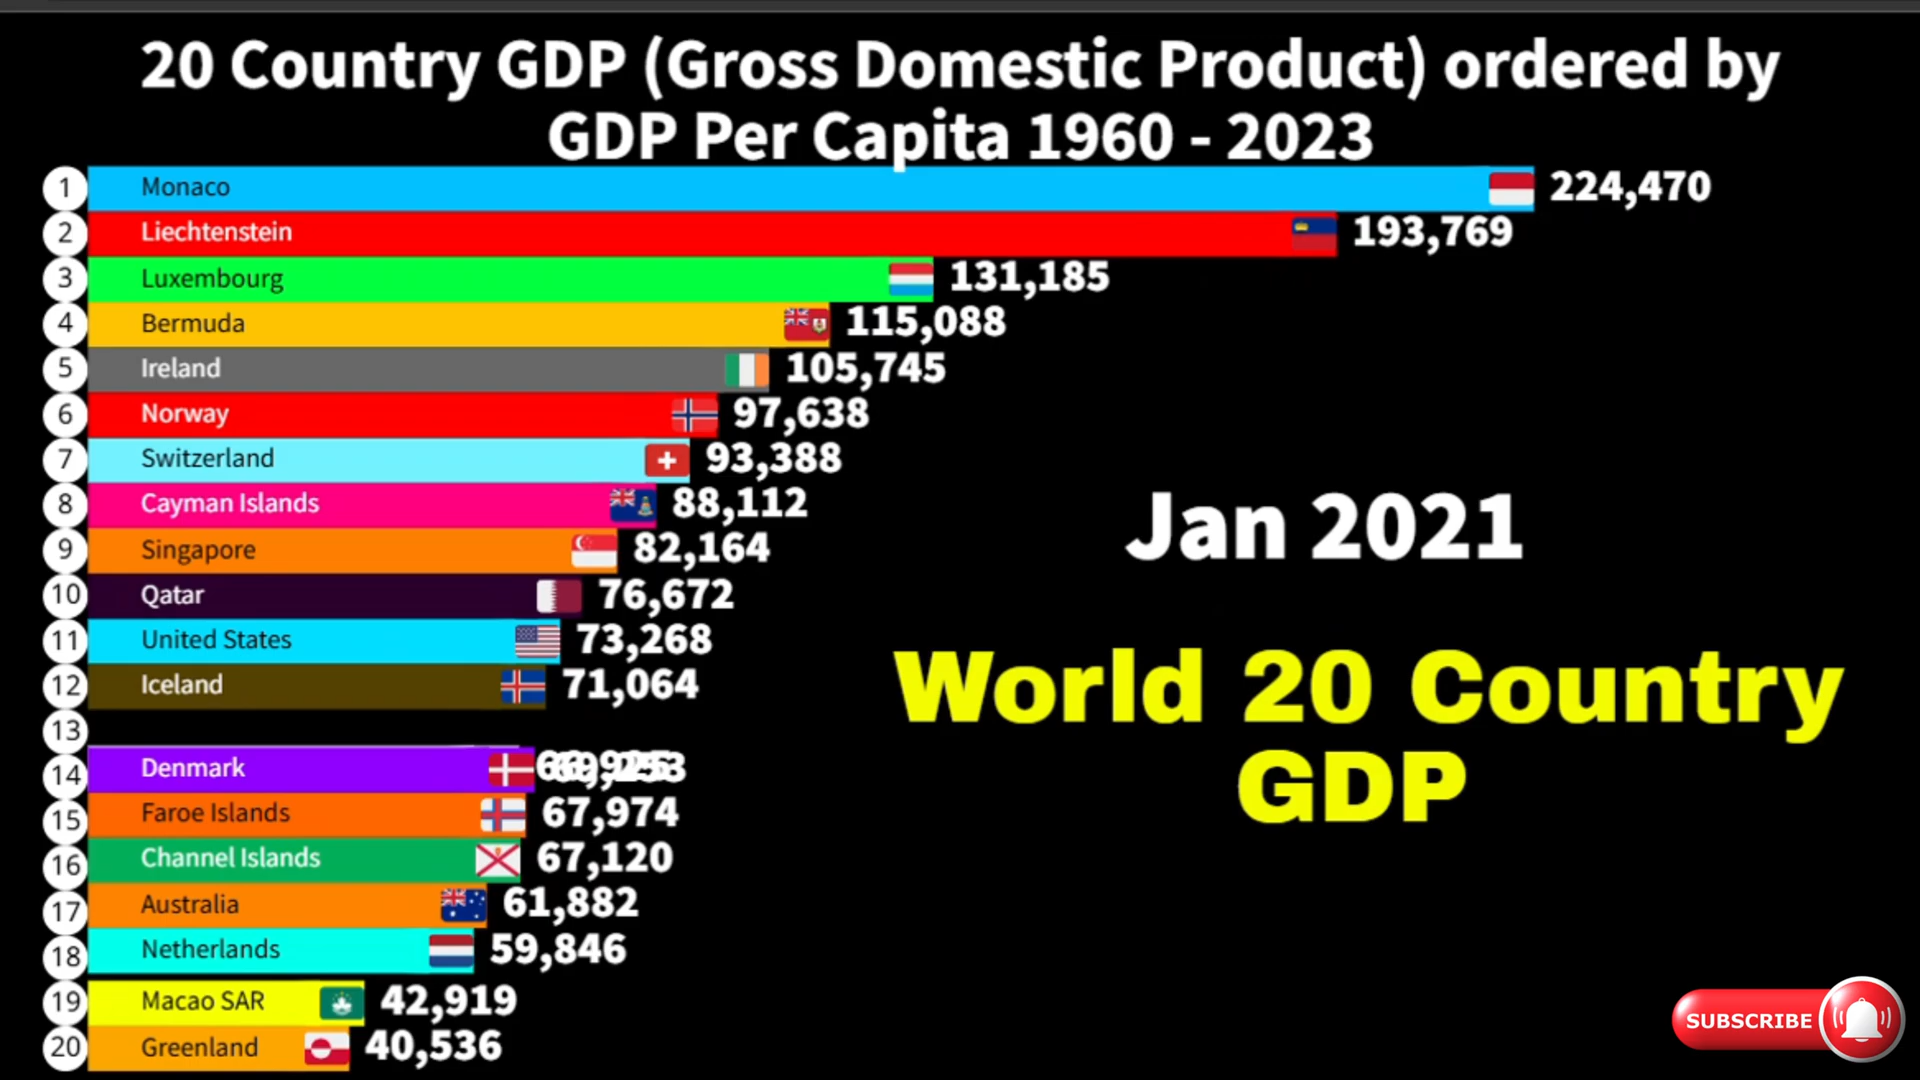 20 Country GDP (Gross Domestic Product) ordered by
GDP Per Capita 1960 - 2023
1 Monaco 224,470
2 Liechtenstein 193,769
3 Luxembourg 131,185
4 Bermuda 115,088
5 Ireland 105,745
6 Norway 97,638
7 Switzerland 93,388
8 Cayman Islands 88,112
9 Singapore 82,164
10 Qatar 76,672
11 United States 73,268
12 Iceland 71,064
13
14 Denmark
15 Faroe Islands 67,974
16 Channel Islands 67,120
17 Australia 61,882
18 Netherlands 59,846
19 Macao SAR 42,919
20 Greenland 40,536
Jan 2021
World 20 Country
GDP
SUBSCRIBE